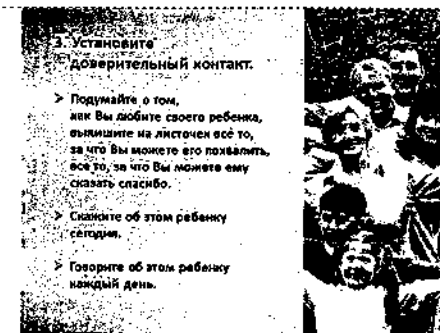 3. Установите
доверительный контакт.
➢ Подумайте о том,
как Вы любите своего ребенка,
выпишите на листочек всё то,
за что Вы можете его похвалить,
все то, за что Вы можете ему
сказать спасибо.
➢ Скажите об этом ребенку
сегодня.
➢ Говорите об этом ребенку
каждый день.